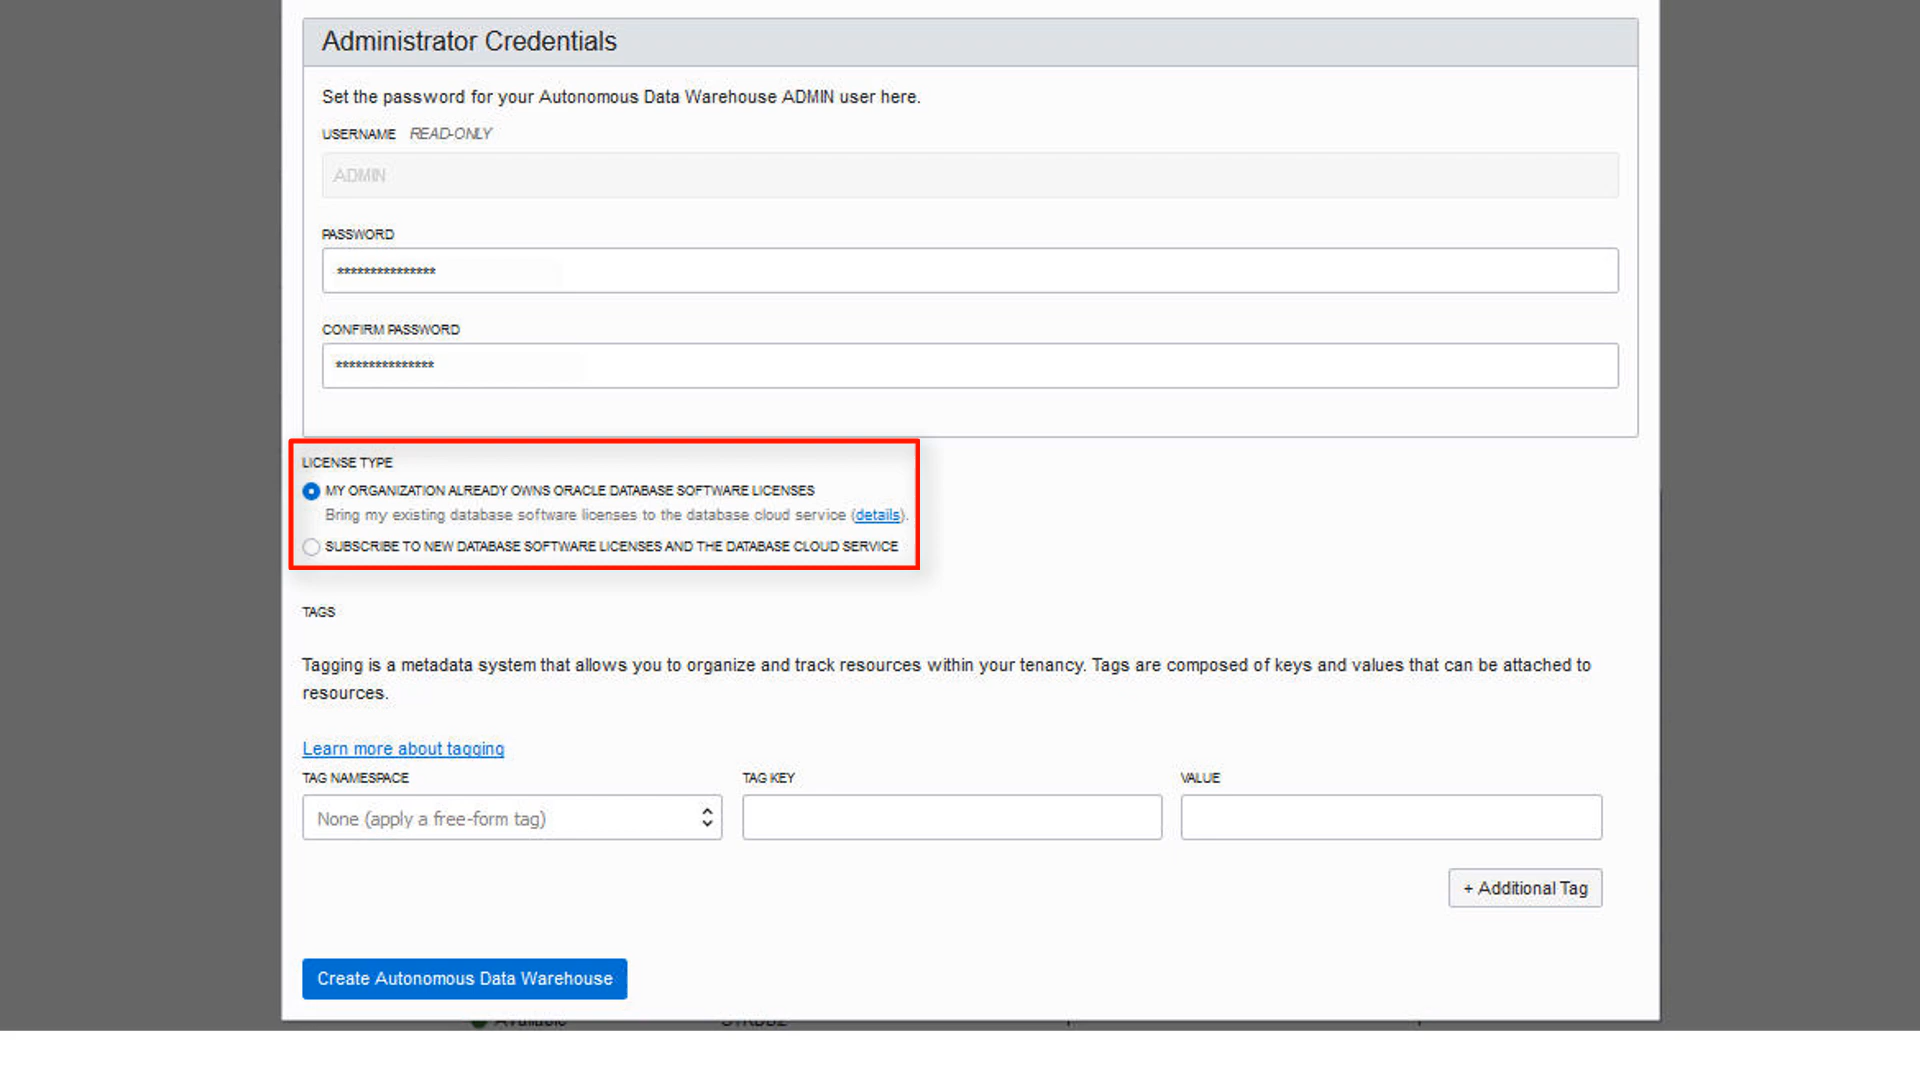 Administrator Credentials
Set the password for your Autonomous Data Warehouse ADMIN user here.
USERNAME READ-ONLY
ADMIN
PASSWORD
***************
CONFIRM PASSWORD
***************
LICENSE TYPE
MY ORGANIZATION ALREADY OWNS ORACLE DATABASE SOFTWARE LICENSES
Bring my existing database software licenses to the database cloud service (details).
SUBSCRIBE TO NEW DATABASE SOFTWARE LICENSES AND THE DATABASE CLOUD SERVICE
TAGS
Tagging is a metadata system that allows you to organize and track resources within your tenancy. Tags are composed of keys and values that can be attached to
resources.
Learn more about tagging
TAG NAMESPACE TAG KEY VALUE
None (apply a free-form tag)
+ Additional Tag
Create Autonomous Data Warehouse
Available